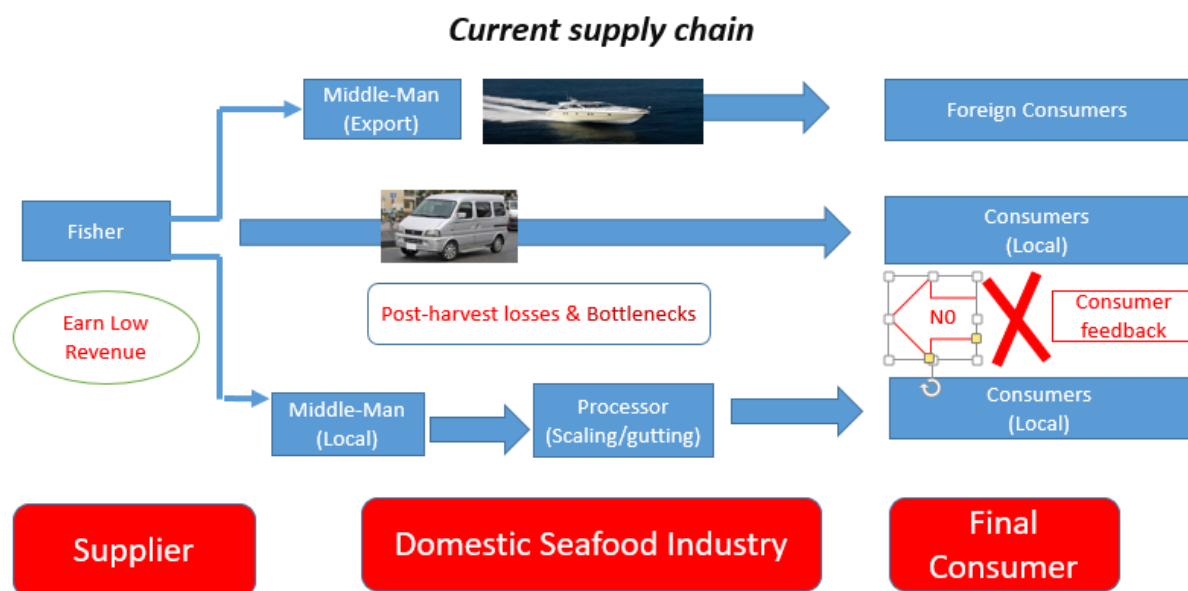 Current supply chain
Middle-Man
(Export)
Foreign Consumers
Fisher
Consumers
(Local)
Earn Low
Revenue
Post-harvest losses & Bottlenecks
N0
Consumer
feedback
Middle-Man
(Local)
Processor
(Scaling/gutting)
Consumers
(Local)
Supplier
Domestic Seafood Industry
Final
Consumer